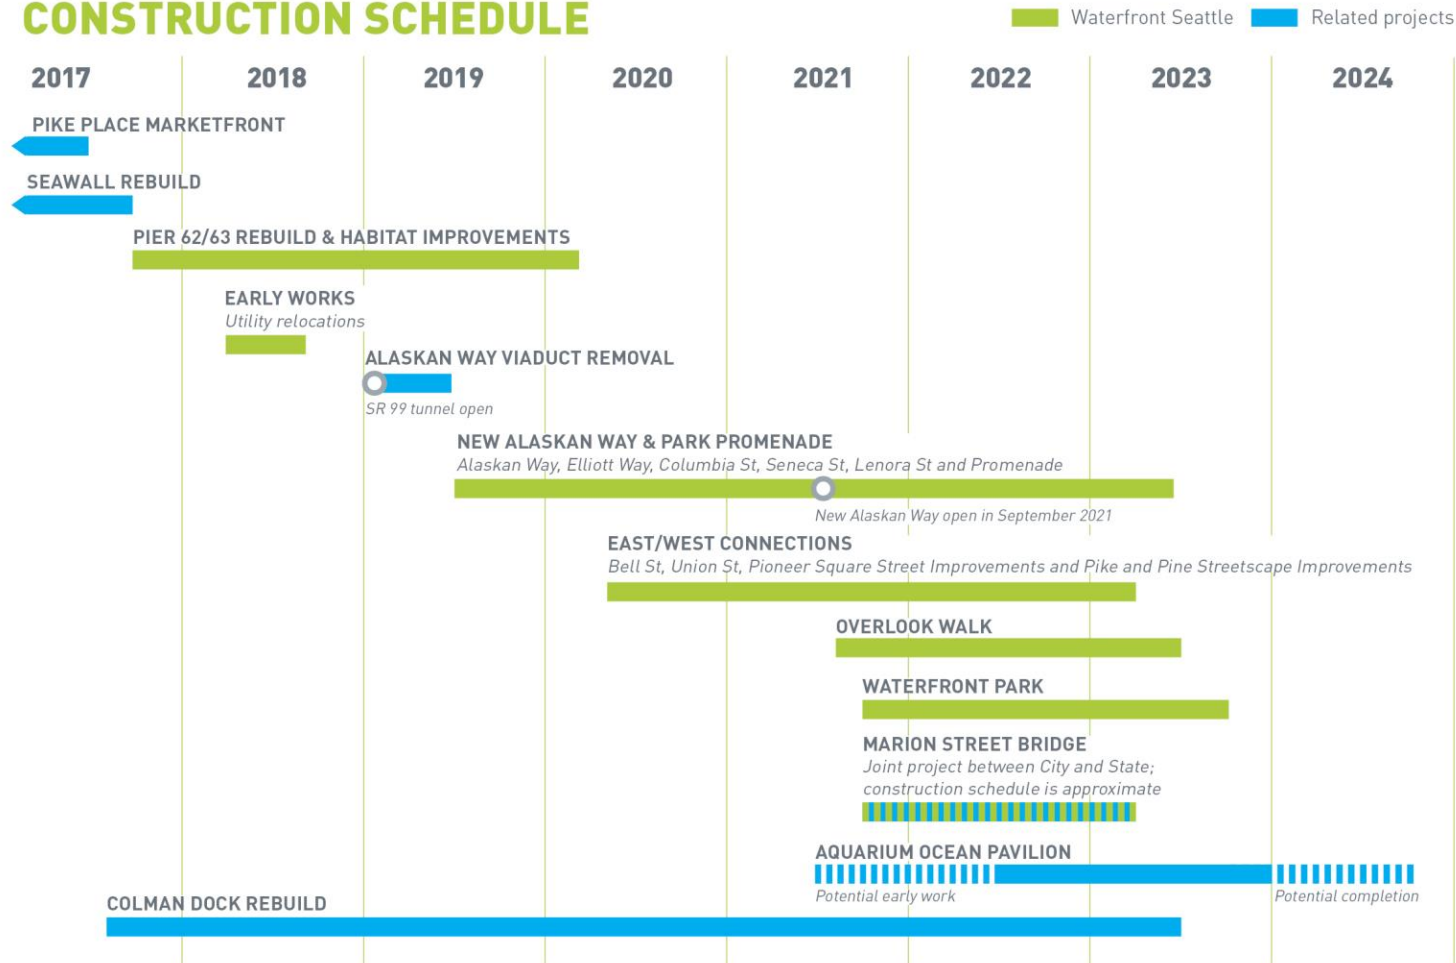 CONSTRUCTION SCHEDULE
Waterfront Seattle
Related projects
2017 2018 2019 2020 2021 2022 2023 2024
PIKE PLACE MARKETFRONT
SEAWALL REBUILD
PIER 62/63 REBUILD & HABITAT IMPROVEMENTS
EARLY WORKS
Utility relocations
ALASKAN WAY VIADUCT REMOVAL
SR 99 tunnel open
NEW ALASKAN WAY & PARK PROMENADE
Alaskan Way, Elliott Way, Columbia St, Seneca St, Lenora St and Promenade
New Alaskan Way open in September 2021
EAST/WEST CONNECTIONS
Bell St, Union St, Pioneer Square Street Improvements and Pike and Pine Streetscape Improvements
OVERLOOK WALK
WATERFRONT PARK
MARION STREET BRIDGE
Joint project between City and State;
construction schedule is approximate
AQUARIUM OCEAN PAVILION
Potential early work
Potential completion
COLMAN DOCK REBUILD